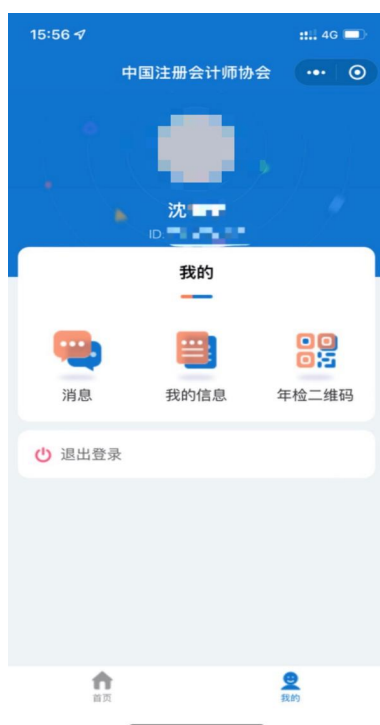 15:56 4G
中国注册会计师协会
沈
ID:
我的
消息 我的信息 年检二维码
退出登录
首页 我的